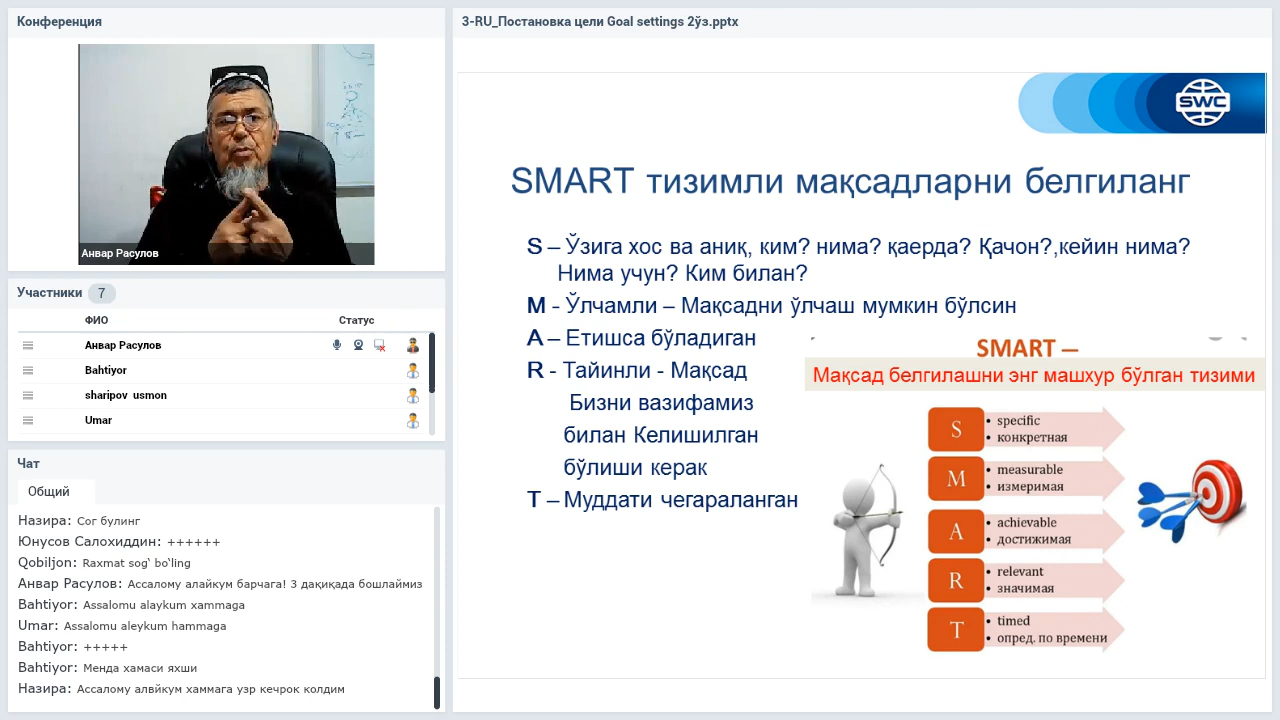 Конференция
Анвар Расулов
Участники 7
ФИО Статус
Анвар Расулов
Bahtiyor
sharipov usmon
Umar
Чат
Общий
Назира: Сог булинг
Юнусов Салохиддин: ++++++
Qobiljon: Raxmat sog‘ bo‘ling
Анвар Расулов: Ассалому алайкум барчага! 3 дақиқада бошлаймиз
Bahtiyor: Assalomu alaykum xammaga
Umar: Assalomu aleykum hammaga
Bahtiyor: +++++
Bahtiyor: Менда хамаси яхши
Назира: Ассалому алвйкум хаммага узр кечрок колдим
3-RU_Постановка цели Goal settings 2ўз.pptx
SWC
SMART тизимли мақсадларни белгиланг
S – Ўзига хос ва аниқ, ким? нима? қаерда? Қачон?,кейин нима?
Нима учун? Ким билан?
M - Ўлчамли – Мақсадни ўлчаш мумкин бўлсин
A – Етишса бўладиган
R - Тайинли - Мақсад
Бизни вазифамиз
билан Келишилган
бўлиши керак
T – Муддати чегараланган
SMART —
Мақсад белгилашни энг машхур бўлган тизими
S
• specific
• конкретная
M
• measurable
• измеримая
A
• achievable
• достижимая
R
• relevant
• значимая
T
• timed
• опред. по времени